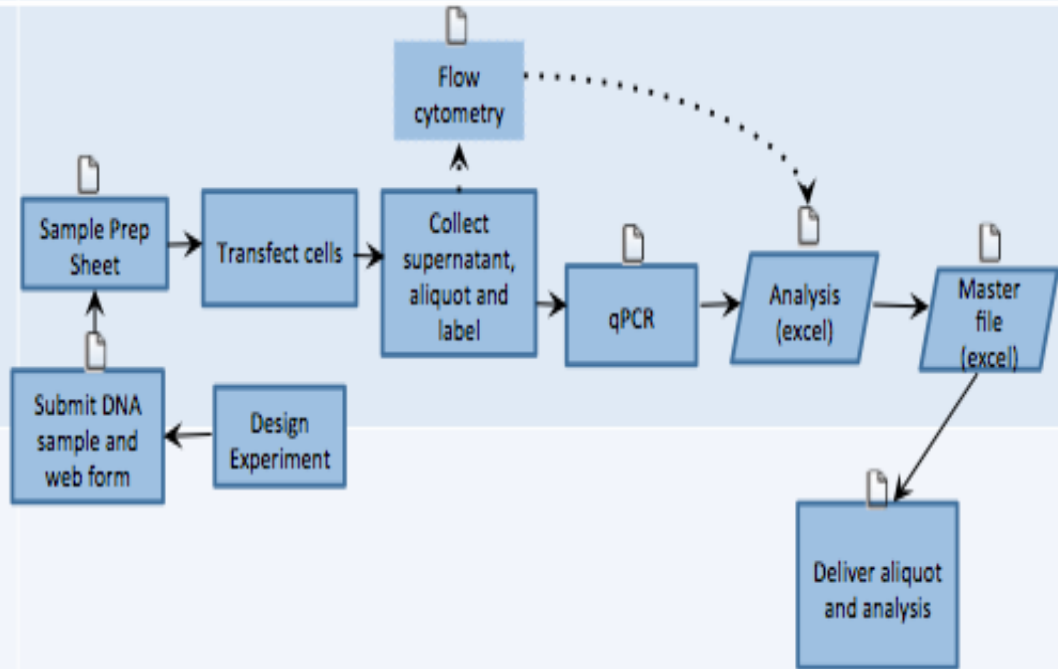 Flow
cytometry
Sample Prep
Sheet
Transfect cells
Collect
supernatant,
aliquot and
label
qPCR
Analysis
(excel)
Master
file
(excel)
Submit DNA
sample and
web form
Design
Experiment
Deliver aliquot
and analysis